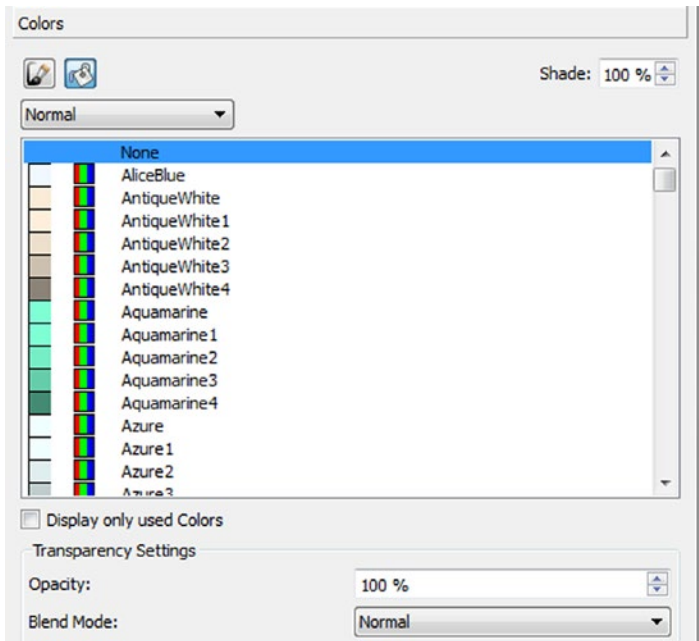 Colors
Shade: 100 %
Normal
None
AliceBlue
AntiqueWhite
AntiqueWhite1
AntiqueWhite2
AntiqueWhite3
AntiqueWhite4
Aquamarine
Aquamarine1
Aquamarine2
Aquamarine3
Aquamarine4
Azure
Azure1
Azure2
Azure3
Display only used Colors
Transparency Settings
Opacity: 100 %
Blend Mode: Normal